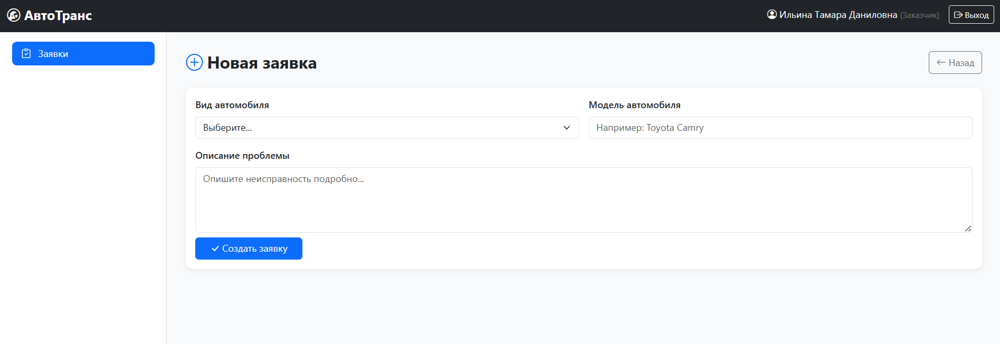 АвтоТранс
Ильина Тамара Даниловна (Заказчик)
Выход
Заявки
Новая заявка
Назад
Вид автомобиля
Модель автомобиля
Выберите...
Например: Toyota Camry
Описание проблемы
Опишите неисправность подробно...
Создать заявку